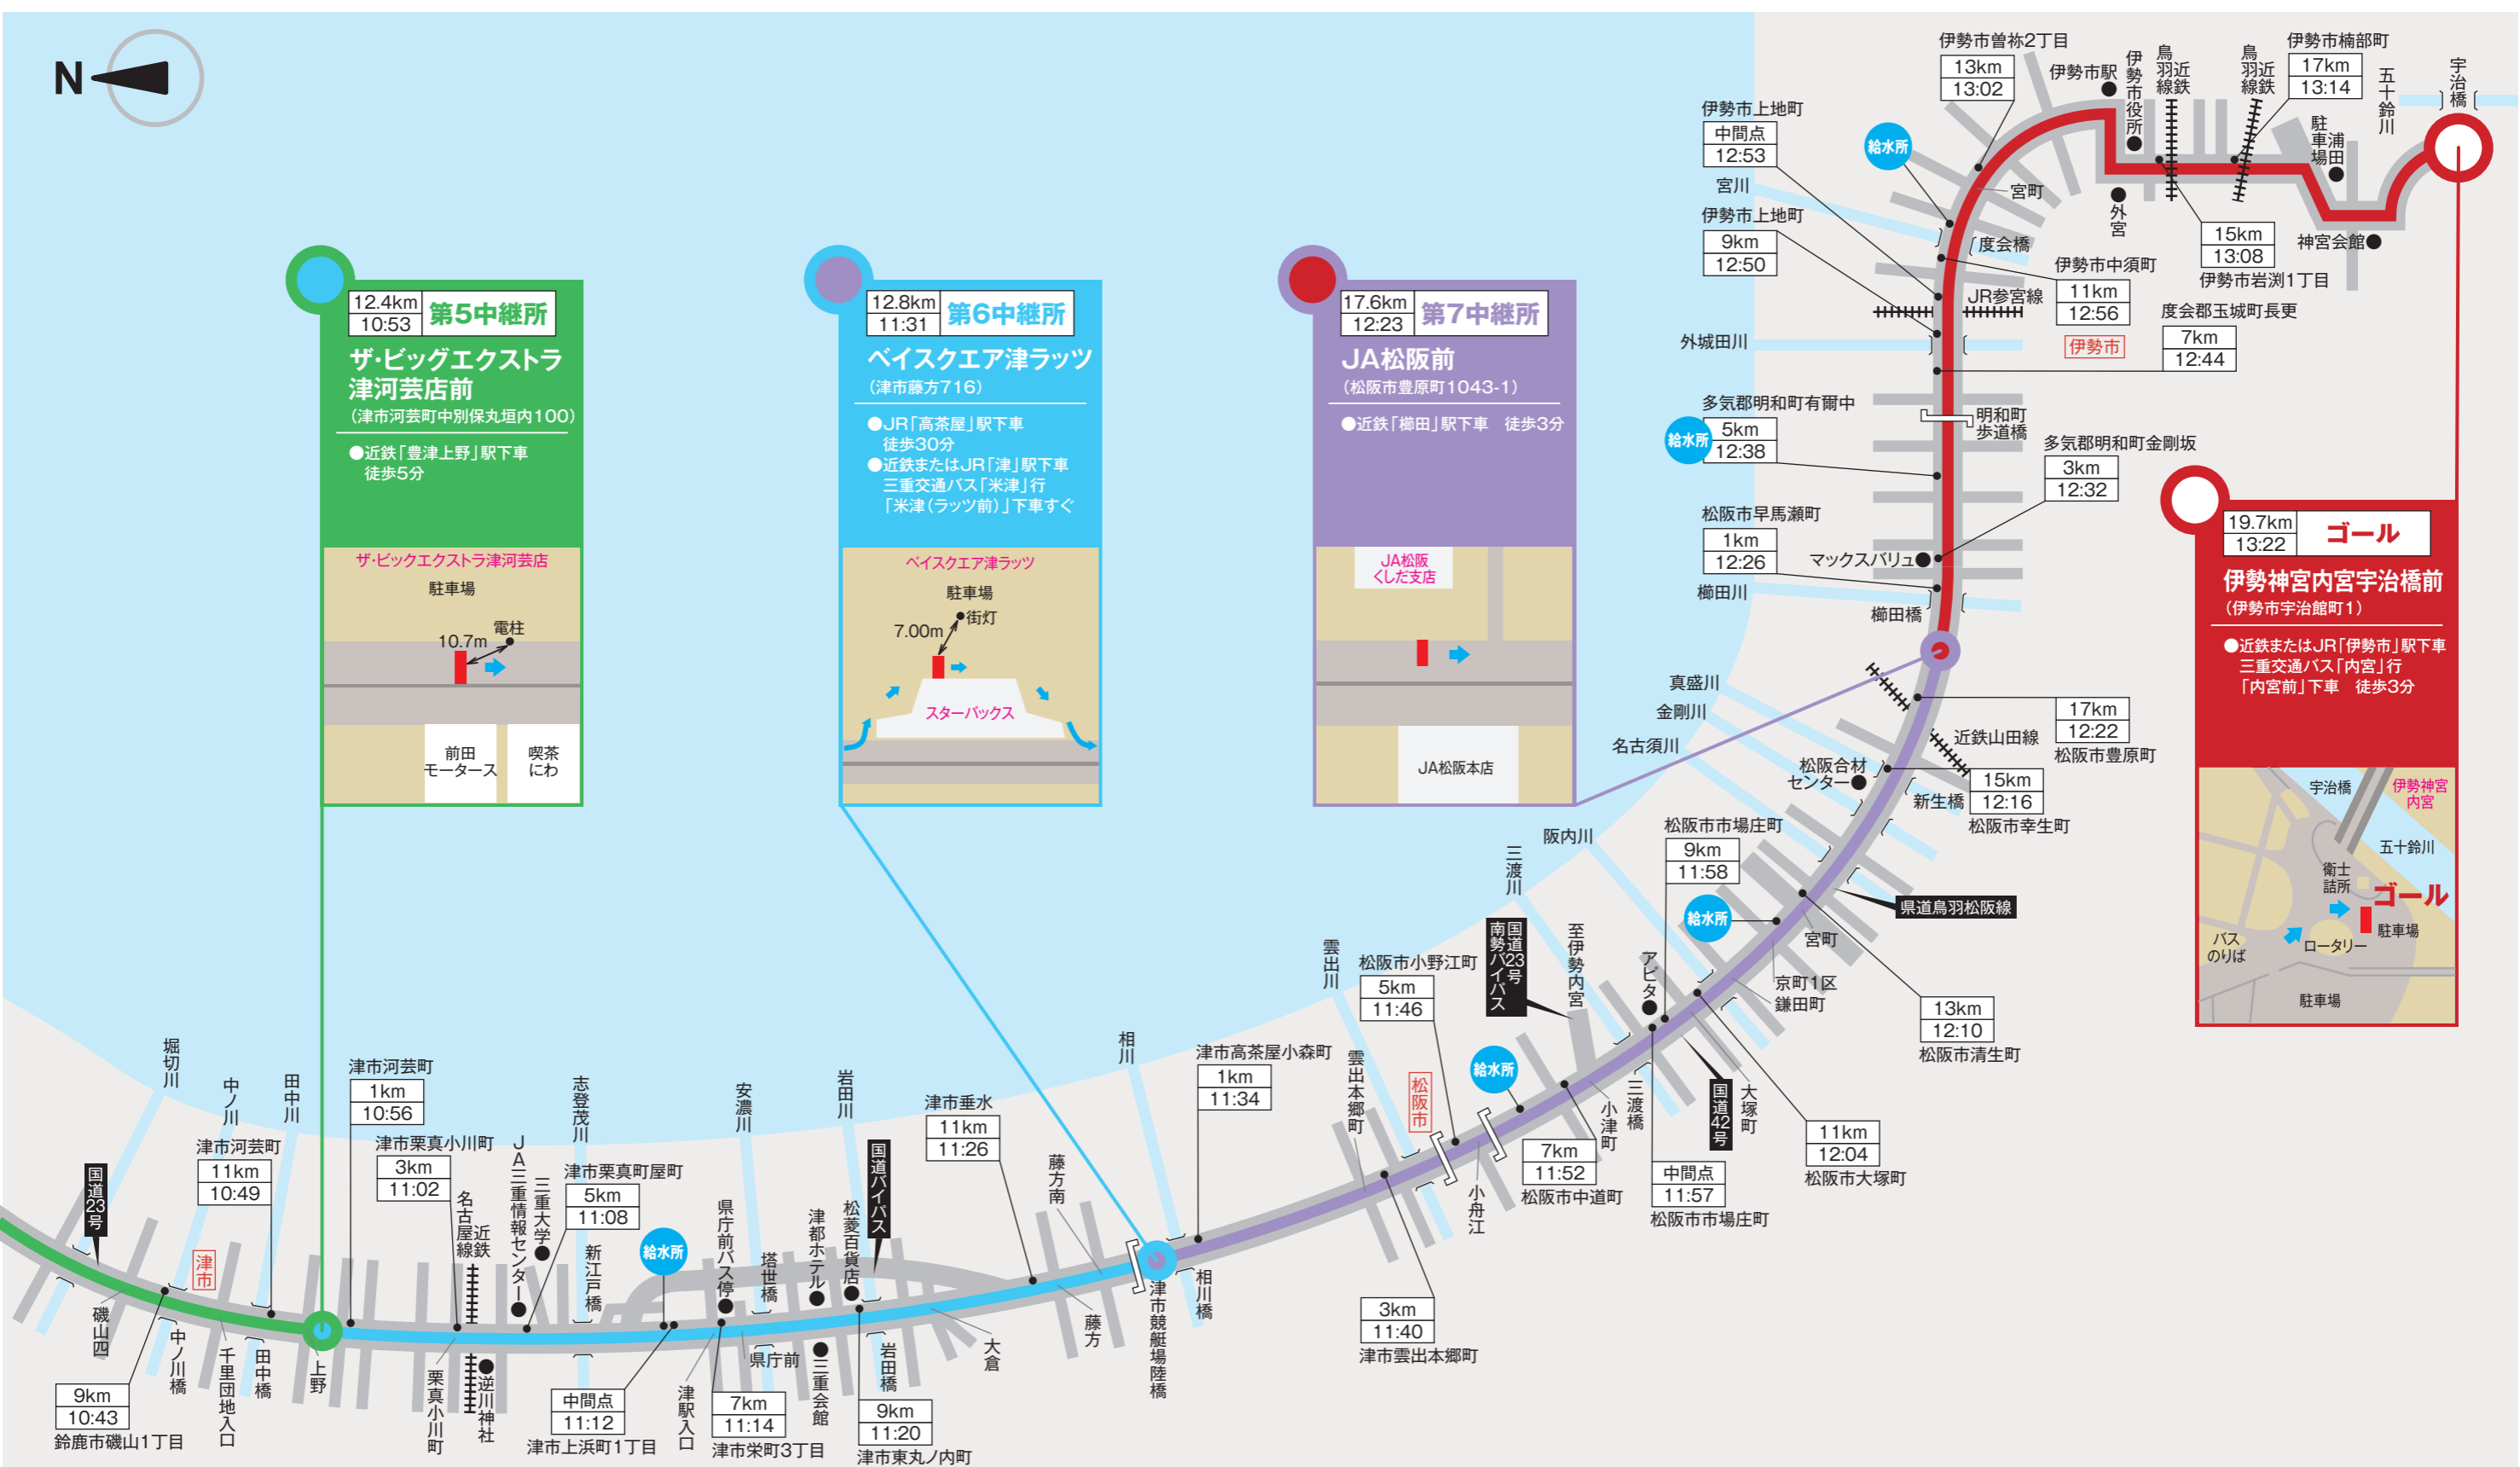 N
12.4km
10:53
第5中継所
ザ・ビッグエクストラ
津河芸店前
(津市河芸町中別保丸垣内100)
●近鉄「豊津上野」駅下車
徒歩5分
ザ・ビックエクストラ津河芸店
駐車場
電柱
10.7m
前田
モータース
喫茶
にわ
12.8km
11:31
第6中継所
ベイスクエア津ラッツ
(津市藤方716)
●JR「高茶屋」駅下車
徒歩30分
●近鉄またはJR「津」駅下車
三重交通バス「米津」行
「米津(ラッツ前)」下車すぐ
ベイスクエア津ラッツ
駐車場
街灯
7.00m
スターバックス
17.6km
12:23
第7中継所
JA松阪前
(松阪市豊原町1043-1)
●近鉄「櫛田」駅下車 徒歩3分
JA松阪
くしだ支店
JA松阪本店
19.7km
13:22
ゴール
伊勢神宮内宮宇治橋前
(伊勢市宇治館町1)
●近鉄またはJR「伊勢市」駅下車
三重交通バス「内宮」行
「内宮前」下車 徒歩3分
宇治橋
伊勢神宮
内宮
五十鈴川
衛士
詰所
ゴール
駐車場
バス
のりば
ロータリー
駐車場
国道23号
磯山四
9km
10:43
鈴鹿市磯山1丁目
堀切川
中ノ川
中ノ川橋
津市
千里団地入口
津市河芸町
11km
10:49
田中川
田中橋
上野
津市河芸町
1km
10:56
津市栗真小川町
3km
11:02
栗真小川町
近鉄
名古屋線
逆川神社
JA三重情報センター
三重大学
津市栗真町屋町
5km
11:08
志登茂川
新江戸橋
給水所
中間点
11:12
津市上浜町1丁目
津駅入口
県庁前バス停
7km
11:14
津市栄町3丁目
県庁前
安濃川
塔世橋
津都ホテル
三重会館
松菱百貨店
岩田川
岩田橋
9km
11:20
津市東丸ノ内町
国道バイパス
大倉
津市垂水
11km
11:26
藤方
藤方南
津市競艇場陸橋
相川
相川橋
津市高茶屋小森町
1km
11:34
3km
11:40
津市雲出本郷町
雲出本郷町
雲出川
松阪市
松阪市小野江町
5km
11:46
小舟江
給水所
7km
11:52
松阪市中道町
小津町
国道23号
南勢バイパス
至伊勢内宮
三渡川
三渡橋
アピタ
中間点
11:57
松阪市市場庄町
松阪市市場庄町
9km
11:58
国道42号
大塚町
11km
12:04
松阪市大塚町
阪内川
給水所
鎌田町
京町1区
宮町
13km
12:10
松阪市清生町
県道鳥羽松阪線
名古須川
金剛川
真盛川
松阪合材
センター
新生橋
15km
12:16
松阪市幸生町
近鉄山田線
17km
12:22
松阪市豊原町
櫛田橋
櫛田川
松阪市早馬瀬町
1km
12:26
マックスバリュ
多気郡明和町金剛坂
3km
12:32
多気郡明和町有爾中
給水所
5km
12:38
明和町
歩道橋
度会郡玉城町長更
7km
12:44
外城田川
伊勢市
伊勢市上地町
9km
12:50
JR参宮線
伊勢市上地町
中間点
12:53
伊勢市中須町
11km
12:56
宮川
度会橋
給水所
宮町
伊勢市曽祢2丁目
13km
13:02
伊勢市駅
伊勢市役所
外宮
近鉄
鳥羽線
15km
13:08
伊勢市岩渕1丁目
近鉄
鳥羽線
伊勢市楠部町
17km
13:14
浦田
駐車場
神宮会館
五十鈴川
宇治橋